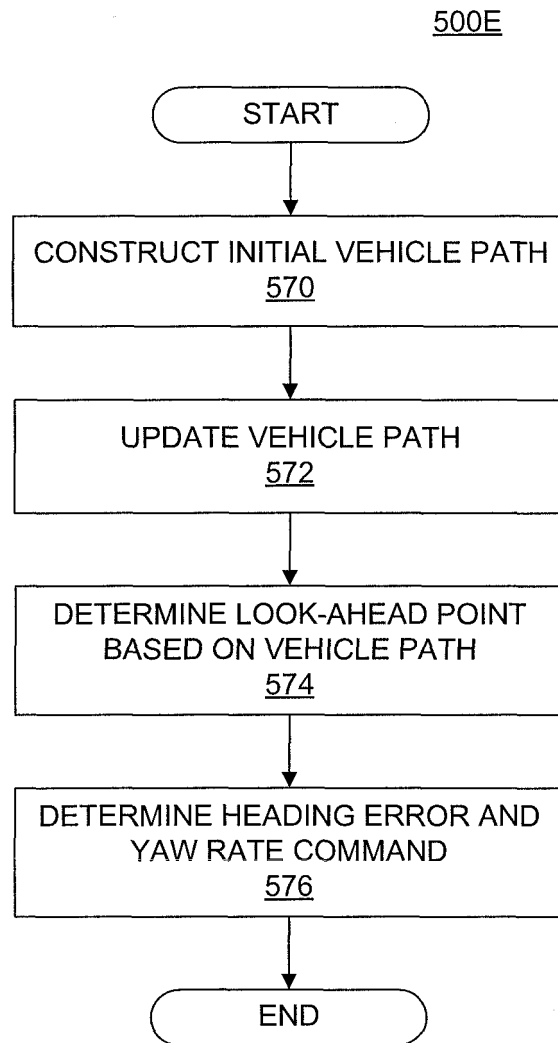 500E
START
CONSTRUCT INITIAL VEHICLE PATH
570
UPDATE VEHICLE PATH
572
DETERMINE LOOK-AHEAD POINT
BASED ON VEHICLE PATH
574
DETERMINE HEADING ERROR AND
YAW RATE COMMAND
576
END